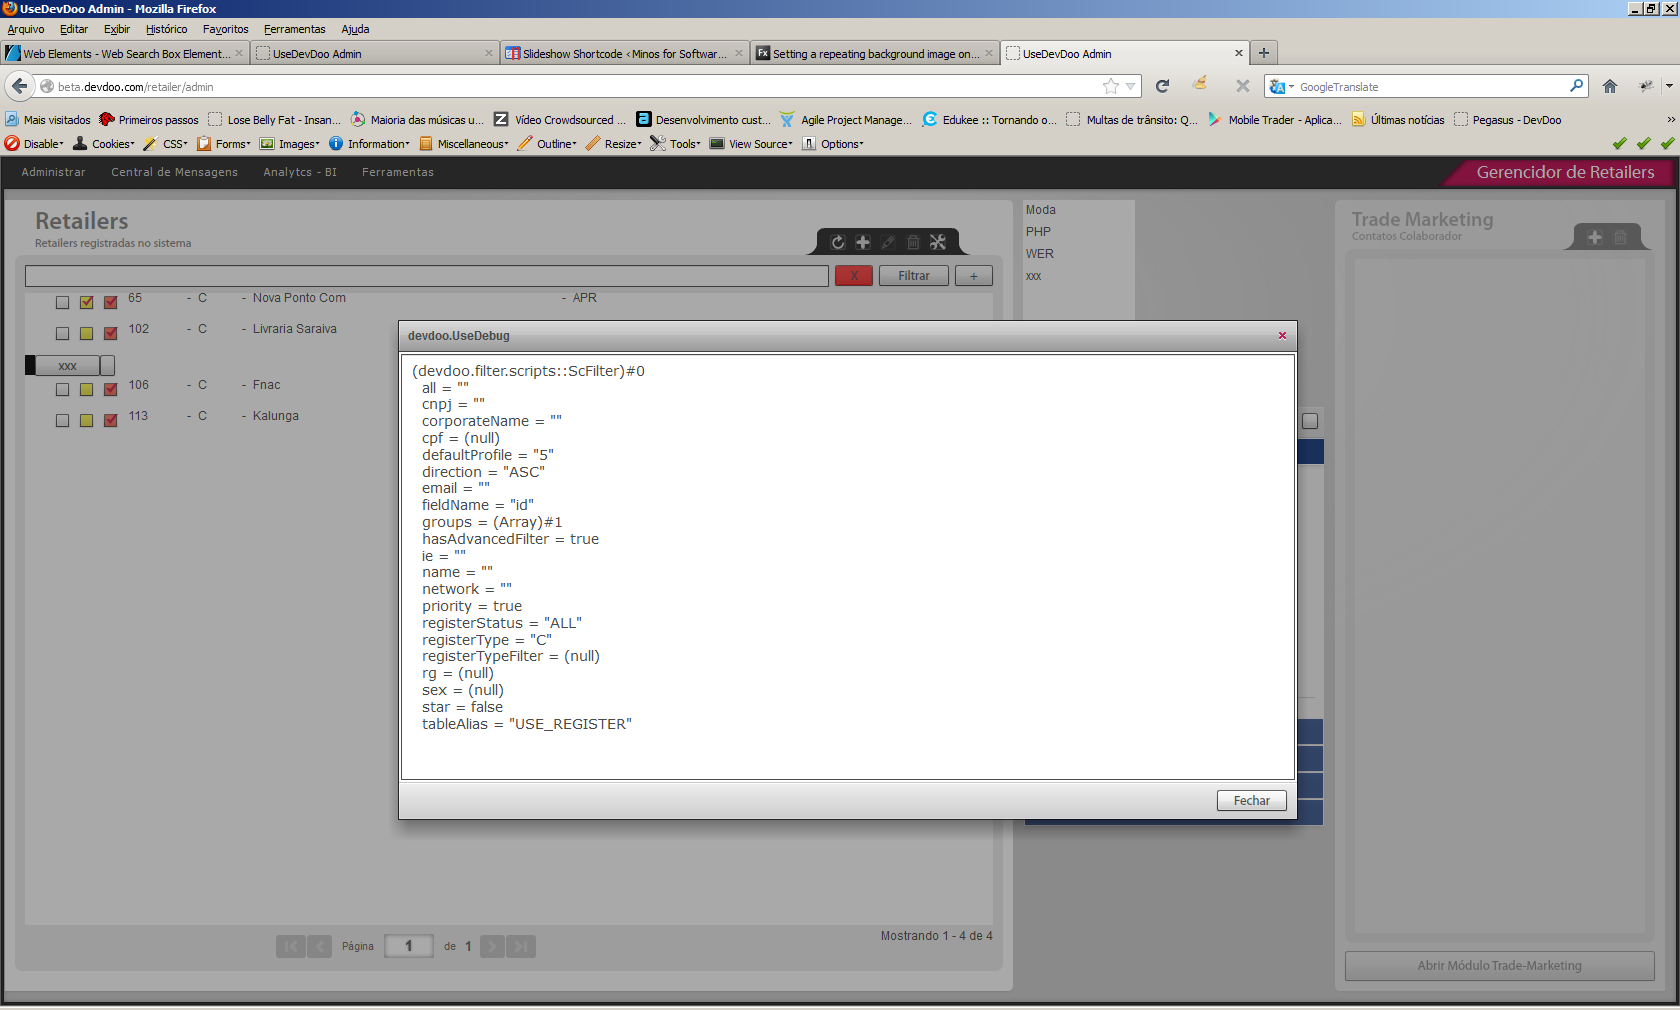 UseDevDoo Admin - Mozilla Firefox
Arquivo Editar Exibir Histórico Favoritos Ferramentas Ajuda
Web Elements - Web Search Box Element...
UseDevDoo Admin
Slideshow Shortcode ‹ Minos for Softwar...
Fx Setting a repeating background image on...
UseDevDoo Admin
beta.devdoo.com/retailer/admin
GoogleTranslate
Mais visitados Primeiros passos Lose Belly Fat - Insan... Maioria das músicas u... Z Vídeo Crowdsourced ... a Desenvolvimento cust... Agile Project Manage... Edukee :: Tornando o... Multas de trânsito: Q... Mobile Trader - Aplica... Últimas notícias Pegasus - DevDoo »
Disable Cookies CSS Forms Images Information Miscellaneous Outline Resize Tools View Source Options
Administrar Central de Mensagens Analytcs - BI Ferramentas
Gerencidor de Retailers
Retailers
Retailers registradas no sistema
X Filtrar +
65 - C - Nova Ponto Com - APR
102 - C - Livraria Saraiva
xxx
106 - C - Fnac
113 - C - Kalunga
Página 1 de 1
Mostrando 1 - 4 de 4
Moda
PHP
WER
xxx
Trade Marketing
Contatos Colaborador
Abrir Módulo Trade-Marketing
devdoo.UseDebug
(devdoo.filter.scripts::ScFilter)#0
all = ""
cnpj = ""
corporateName = ""
cpf = (null)
defaultProfile = "5"
direction = "ASC"
email = ""
fieldName = "id"
groups = (Array)#1
hasAdvancedFilter = true
ie = ""
name = ""
network = ""
priority = true
registerStatus = "ALL"
registerType = "C"
registerTypeFilter = (null)
rg = (null)
sex = (null)
star = false
tableAlias = "USE_REGISTER"
Fechar